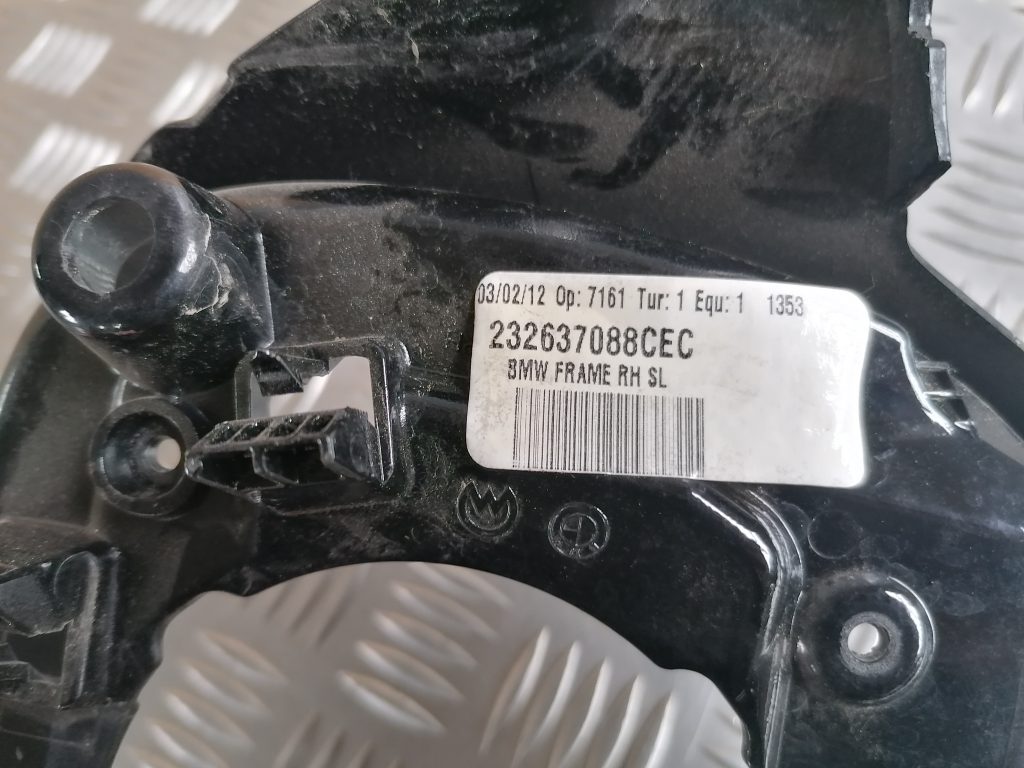 03/02/12 Op: 7161 Tur: 1 Equ: 1 1353
232637088CEC
BMW FRAME RH SL